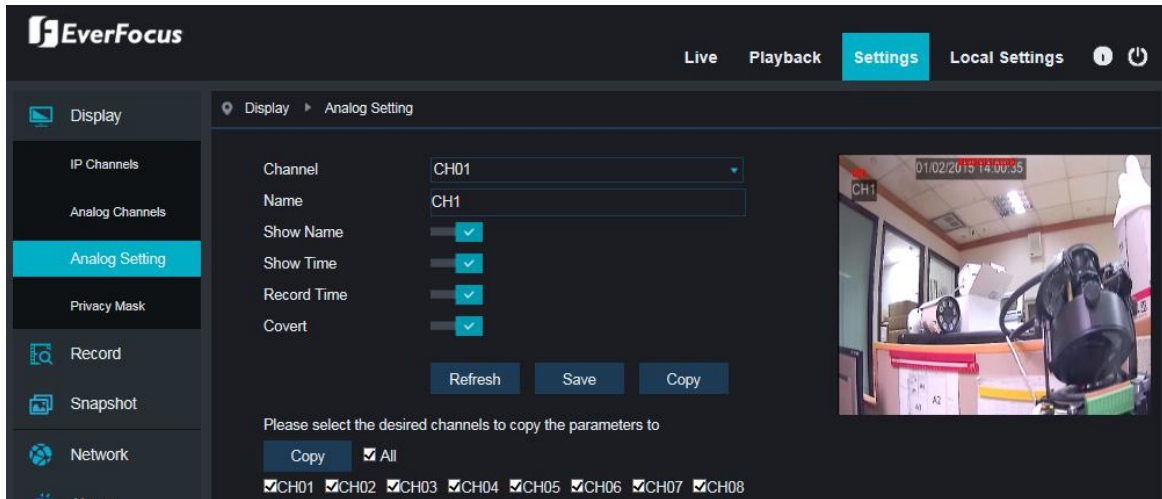 EverFocus
Live Playback Settings Local Settings
Display
IP Channels
Analog Channels
Analog Setting
Privacy Mask
Record
Snapshot
Network
Display Analog Setting
Channel CH01
Name CH1
Show Name
Show Time
Record Time
Covert
Refresh Save Copy
01/02/2015 14:00:35
CH1
A2
Please select the desired channels to copy the parameters to
Copy All
CH01 CH02 CH03 CH04 CH05 CH06 CH07 CH08